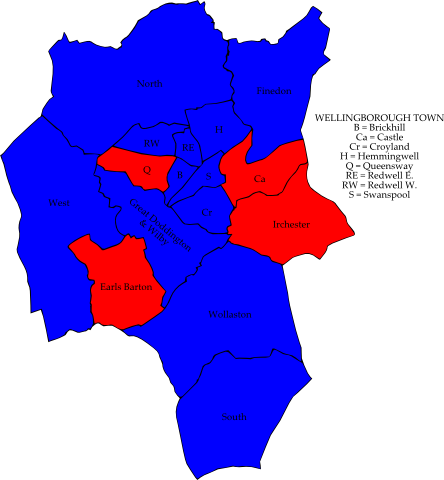 North
Finedon
WELLINGBOROUGH TOWN
B = Brickhill
Ca = Castle
Cr = Croyland
H = Hemmingwell
Q = Queensway
RE = Redwell E.
RW = Redwell W.
S = Swanspool
H
RW
RE
Q
B
S
Ca
West
Great Doddington
& Wilby
Cr
Irchester
Earls Barton
Wollaston
South